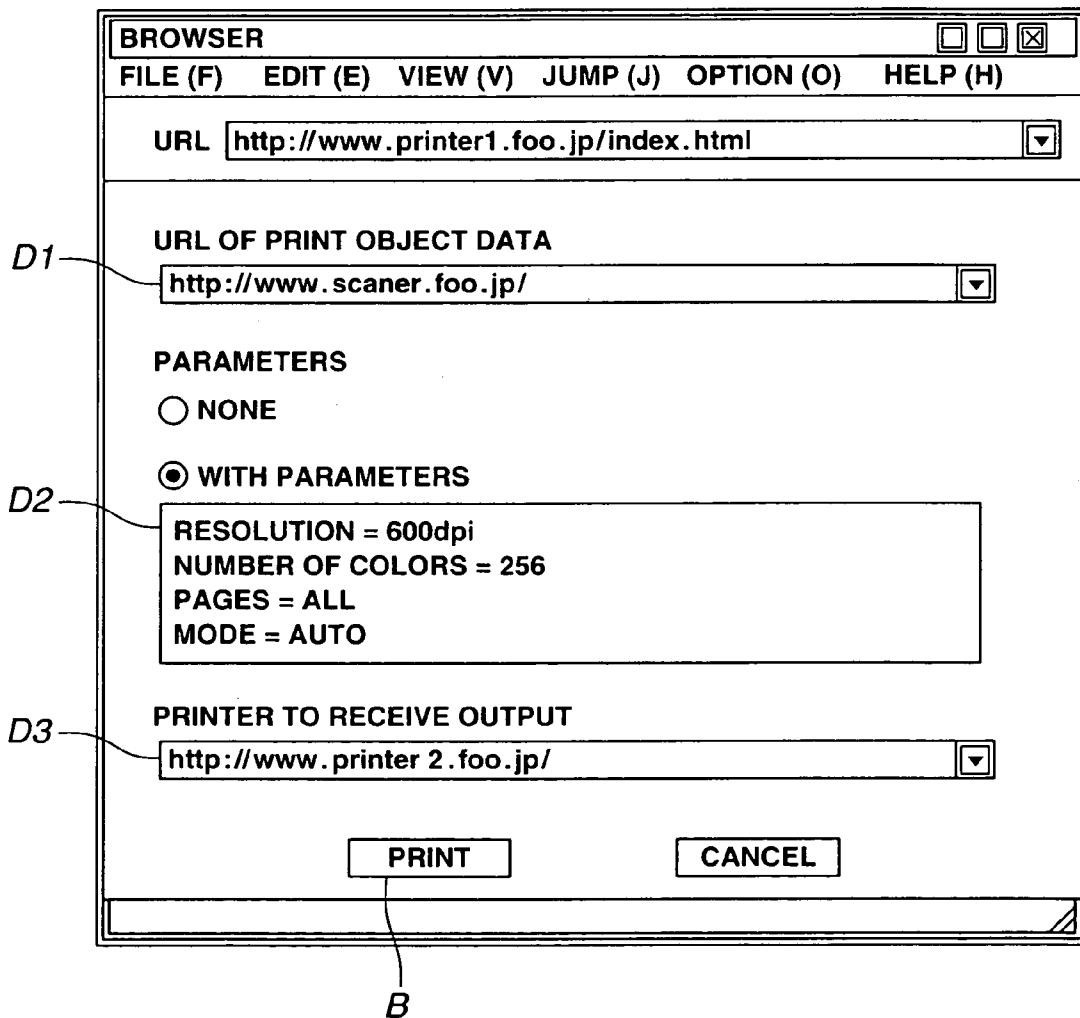 BROWSER
FILE (F) EDIT (E) VIEW (V) JUMP (J) OPTION (O) HELP (H)
URL http://www.printer1.foo.jp/index.html
URL OF PRINT OBJECT DATA
D1
http://www.scaner.foo.jp/
PARAMETERS
NONE
WITH PARAMETERS
D2
RESOLUTION = 600dpi
NUMBER OF COLORS = 256
PAGES = ALL
MODE = AUTO
PRINTER TO RECEIVE OUTPUT
D3
http://www.printer 2.foo.jp/
PRINT CANCEL
B